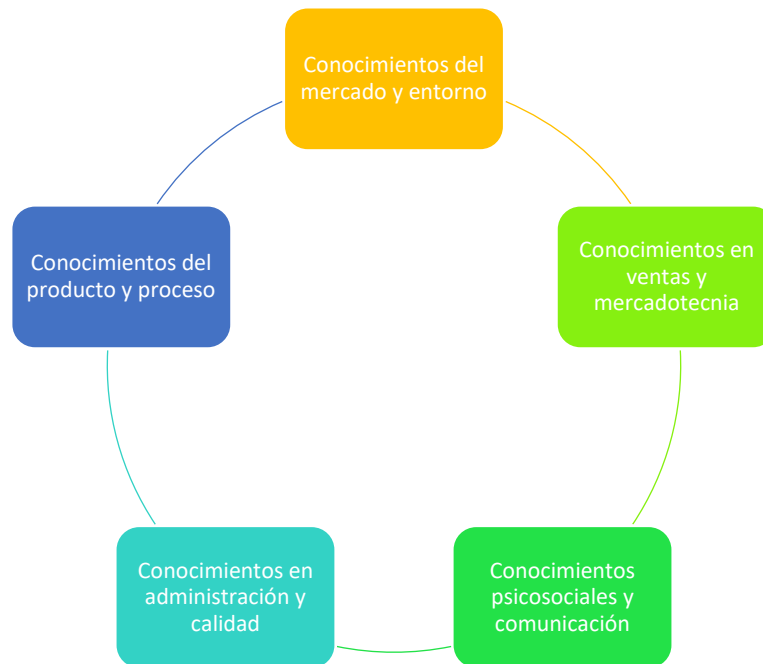 Conocimientos del
mercado y entorno
Conocimientos en
ventas y
mercadotecnia
Conocimientos
psicosociales y
comunicación
Conocimientos en
administración y
calidad
Conocimientos del
producto y proceso